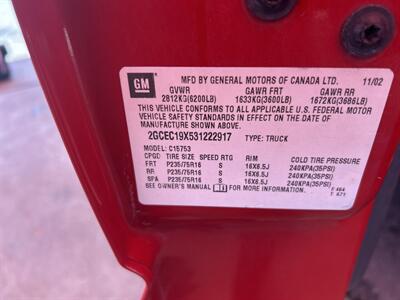 GM
MFD BY GENERAL MOTORS OF CANADA LTD. 11/02
GVWR GAWR FRT GAWR RR
2812KG(6200LB) 1633KG(3600LB) 1672KG(3686LB)
THIS VEHICLE CONFORMS TO ALL APPLICABLE U.S. FEDERAL MOTOR
VEHICLE SAFETY STANDARDS IN EFFECT ON THE DATE OF
MANUFACTURE SHOWN ABOVE.
2GCEC19X531222917 TYPE: TRUCK
MODEL: C15753
CPGD TIRE SIZE SPEED RTG RIM COLD TIRE PRESSURE
FRT P235/75R16 S 16X6.5J 240KPA(35PSI)
RR P235/75R16 S 16X6.5J 240KPA(35PSI)
SPA P235/75R16 S 16X6.5J 240KPA(35PSI)
SEE OWNER'S MANUAL